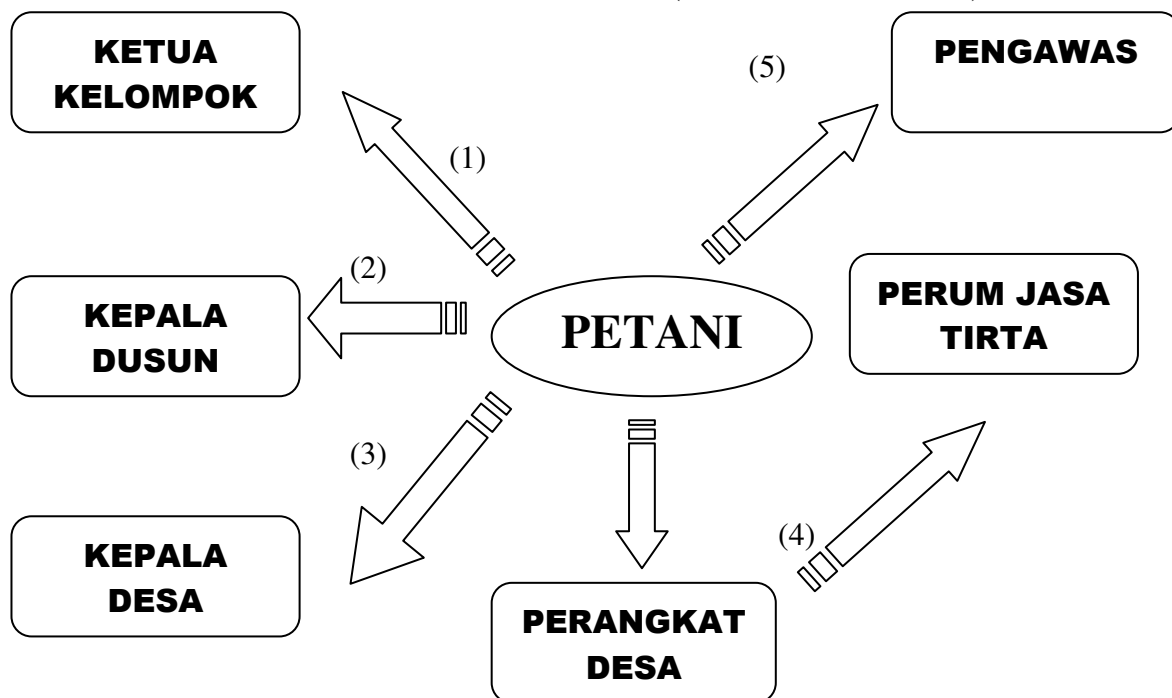 KETUA
KELOMPOK
(5)
PENGAWAS
(1)
(2)
KEPALA
DUSUN
PETANI
PERUM JASA
TIRTA
(3)
(4)
KEPALA
DESA
PERANGKAT
DESA